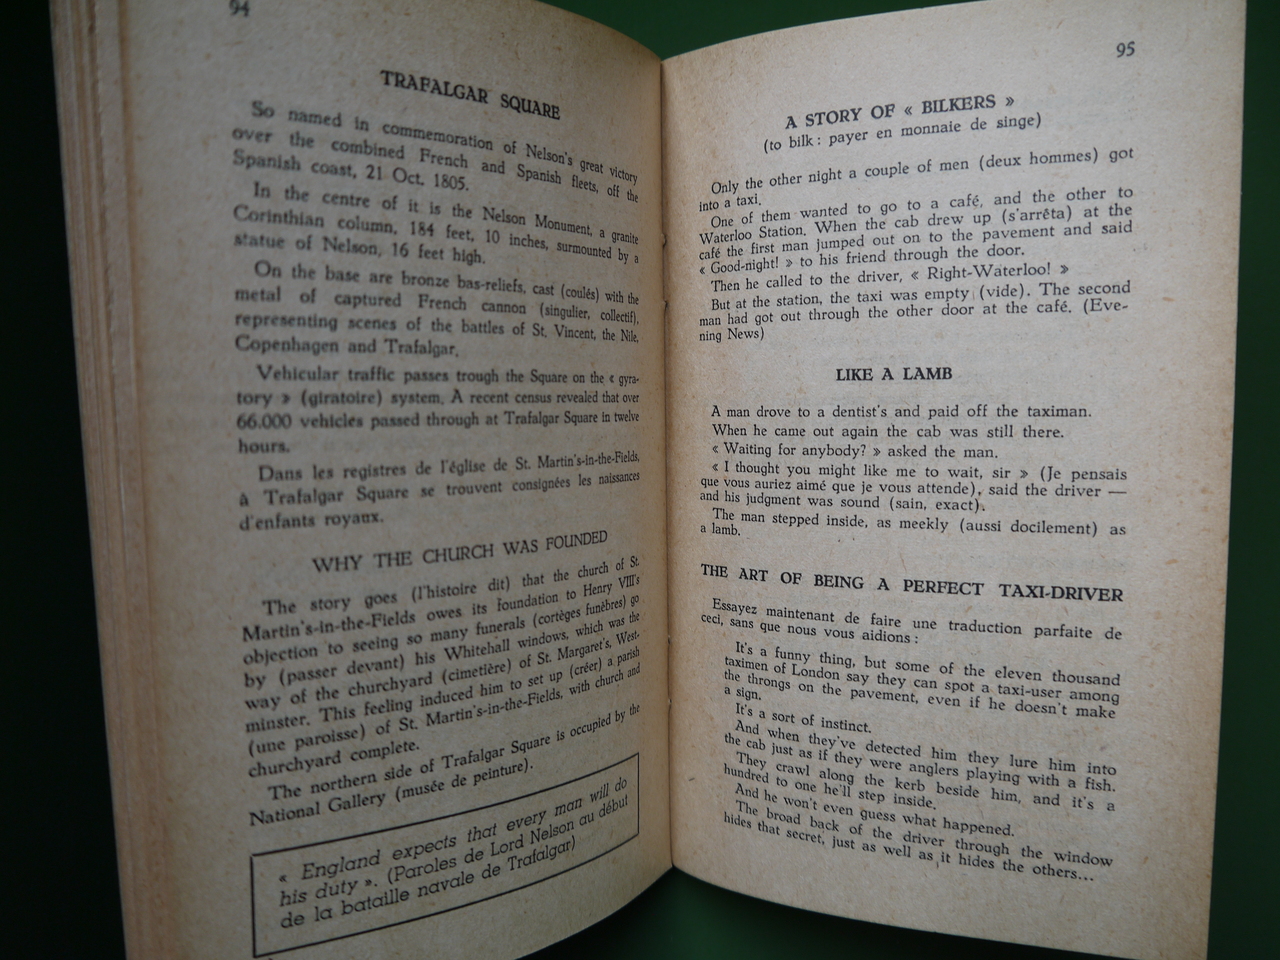 94
TRAFALGAR SQUARE
So named in commemoration of Nelson's great victory
over the combined French and Spanish fleets, off the
Spanish coast, 21 Oct. 1805.
In the centre of it is the Nelson Monument, a granite
Corinthian column, 184 feet, 10 inches, surmounted by a
statue of Nelson, 16 feet high.
On the base are bronze bas-reliefs, cast (coulés) with the
metal of captured French cannon (singulier, collectif),
representing scenes of the battles of St. Vincent, the Nile,
Copenhagen and Trafalgar.
Vehicular traffic passes trough the Square on the « gyra-
tory » (giratoire) system. A recent census revealed that over
66.000 vehicles passed through at Trafalgar Square in twelve
hours.
Dans les registres de l'église de St. Martin's-in-the-Fields,
à Trafalgar Square se trouvent consignées les naissances
d'enfants royaux.
WHY THE CHURCH WAS FOUNDED
The story goes (l'histoire dit) that the church of St.
Martin's-in-the-Fields owes its foundation to Henry VIII's
objection to seeing so many funerals (cortèges funèbres) go
by (passer devant) his Whitehall windows, which was the
way of the churchyard (cimetière) of St. Margaret's, West-
minster. This feeling induced him to set up (créer) a parish
(une paroisse) of St. Martin's-in-the-Fields, with church and
churchyard complete.
The northern side of Trafalgar Square is occupied by the
National Gallery (musée de peinture).
« England expects that every man will do
his duty ». (Paroles de Lord Nelson au début
de la bataille navale de Trafalgar)
95
A STORY OF « BILKERS »
(to bilk : payer en monnaie de singe)
Only the other night a couple of men (deux hommes) got
into a taxi.
One of them wanted to go to a café, and the other to
Waterloo Station. When the cab drew up (s'arrêta) at the
café the first man jumped out on to the pavement and said
« Good-night! » to his friend through the door.
Then he called to the driver, « Right-Waterloo! »
But at the station, the taxi was empty (vide). The second
man had got out through the other door at the café. (Eve-
ning News)
LIKE A LAMB
A man drove to a dentist's and paid off the taximan.
When he came out again the cab was still there.
« Waiting for anybody? » asked the man.
« I thought you might like me to wait, sir » (Je pensais
que vous auriez aimé que je vous attende), said the driver —
and his judgment was sound (sain, exact).
The man stepped inside, as meekly (aussi docilement) as
a lamb.
THE ART OF BEING A PERFECT TAXI-DRIVER
Essayez maintenant de faire une traduction parfaite de
ceci, sans que nous vous aidions :
It's a funny thing, but some of the eleven thousand
taximen of London say they can spot a taxi-user among
the throngs on the pavement, even if he doesn't make
a sign.
It's a sort of instinct.
And when they've detected him they lure him into
the cab just as if they were anglers playing with a fish.
They crawl along the kerb beside him, and it's a
hundred to one he'll step inside.
And he won't even guess what happened.
The broad back of the driver through the window
hides that secret, just as well as it hides the others...